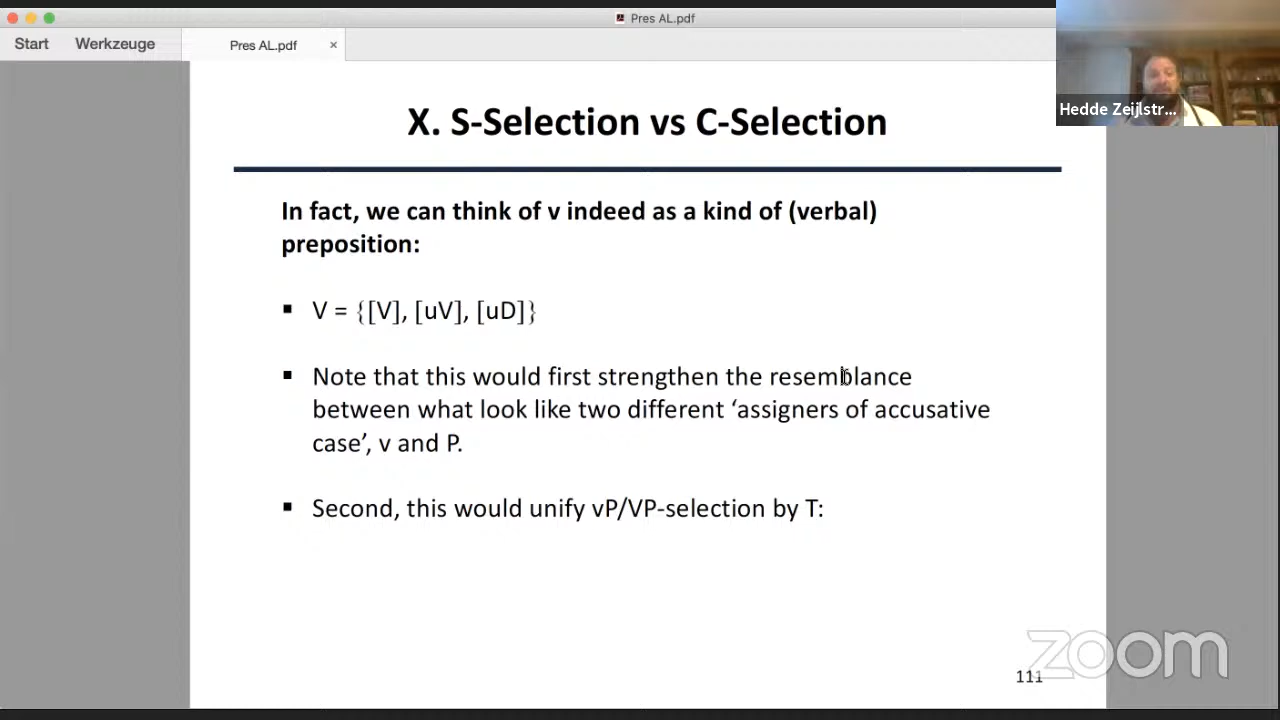 Pres AL.pdf
Start Werkzeuge Pres AL.pdf ×
Hedde Zeijlstr...
X. S-Selection vs C-Selection
In fact, we can think of v indeed as a kind of (verbal)
preposition:
▪ V = {[V], [uV], [uD]}
▪ Note that this would first strengthen the resemblance
between what look like two different ‘assigners of accusative
case’, v and P.
▪ Second, this would unify vP/VP-selection by T:
zoom
111